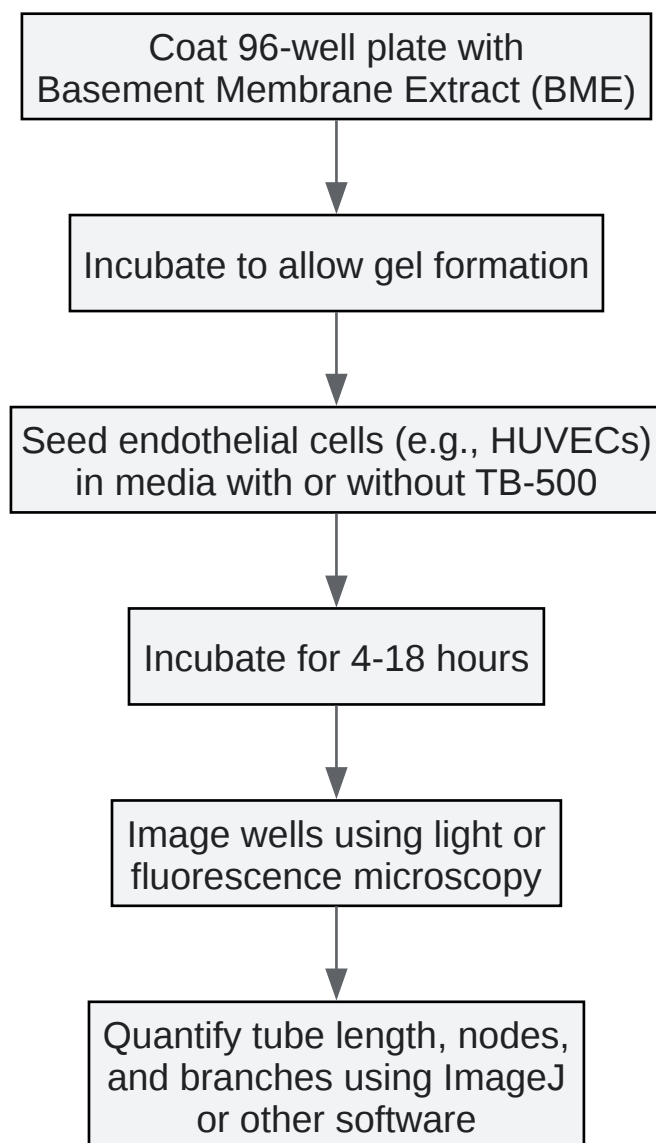 Coat 96-well plate with
Basement Membrane Extract (BME)
Incubate to allow gel formation
Seed endothelial cells (e.g., HUVECs)
in media with or without TB-500
Incubate for 4-18 hours
Image wells using light or
fluorescence microscopy
Quantify tube length, nodes,
and branches using ImageJ
or other software